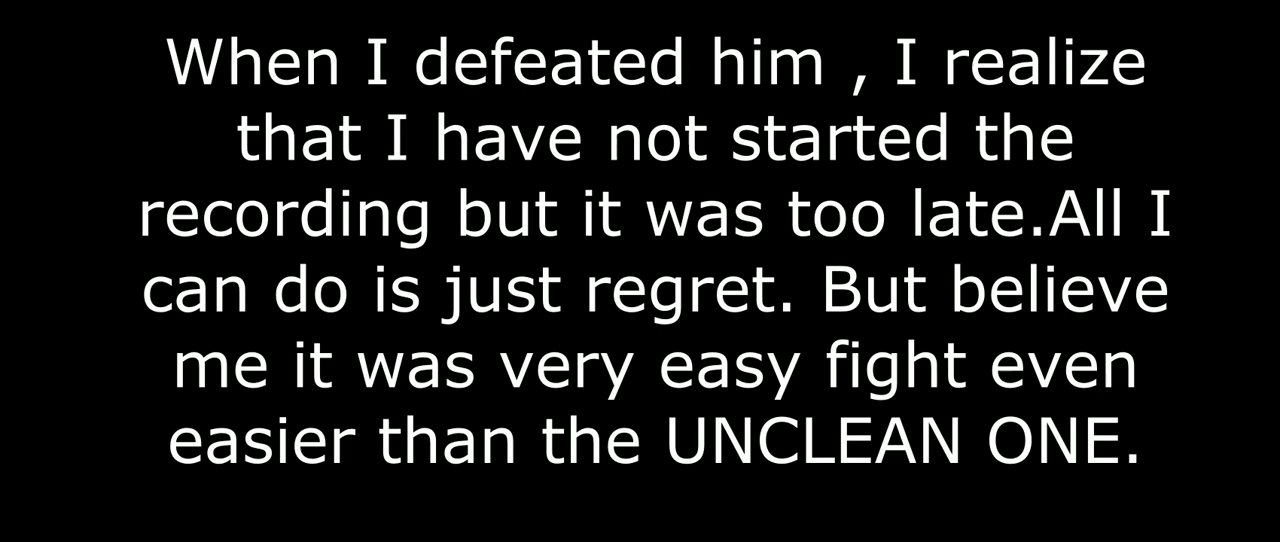 When I defeated him , I realize
that I have not started the
recording but it was too late.All I
can do is just regret. But believe
me it was very easy fight even
easier than the UNCLEAN ONE.